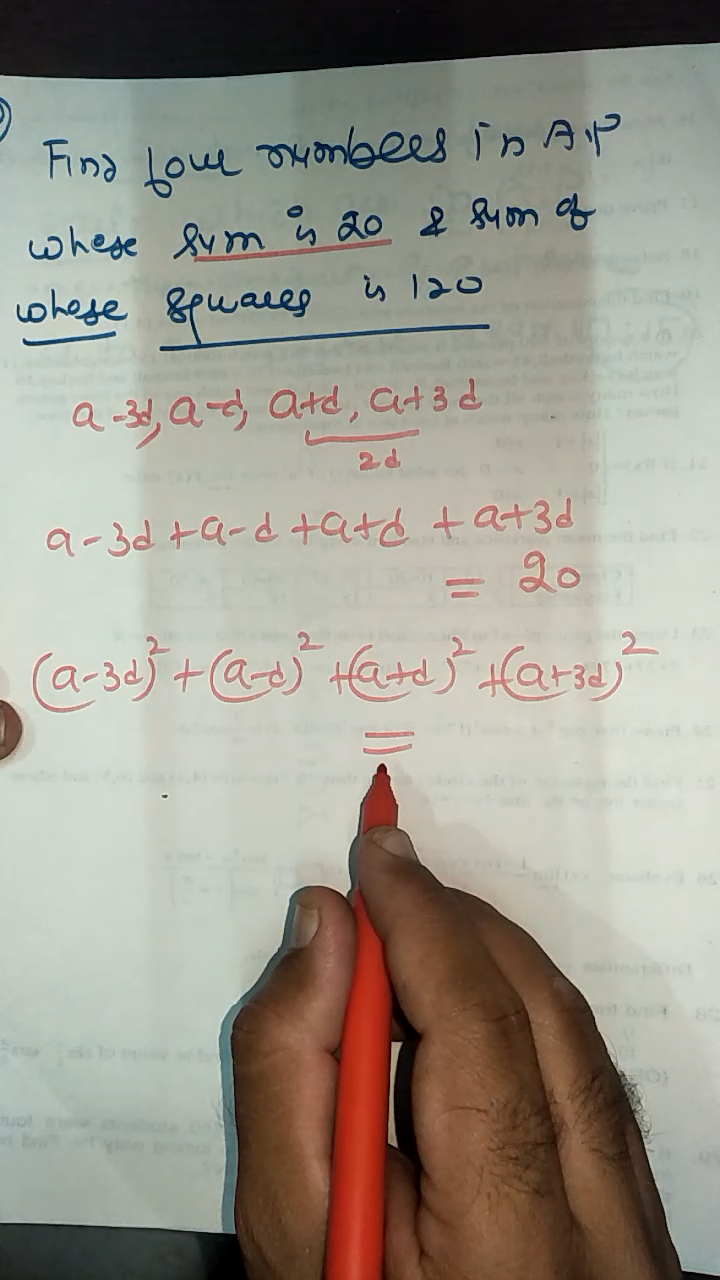 Find four numbers in A.P
whose sum is 20 & sum of
whose squares is 120
a-3d, a-d, a+d, a+3d
2d
a-3d+a-d+a+d+a+3d
= 20
(a-3d)²+(a-d)²+(a+d)²+(a+3d)²
=